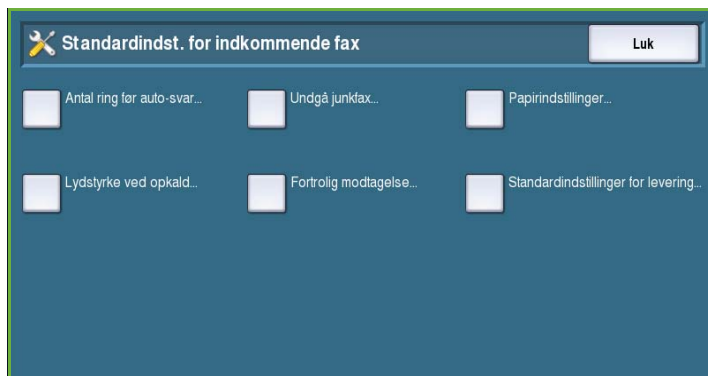 Standardindst. for indkommende fax
Luk
Antal ring før auto-svar...
Undgå junkfax...
Papirindstillinger...
Lydstyrke ved opkald...
Fortrolig modtagelse...
Standardindstillinger for levering...